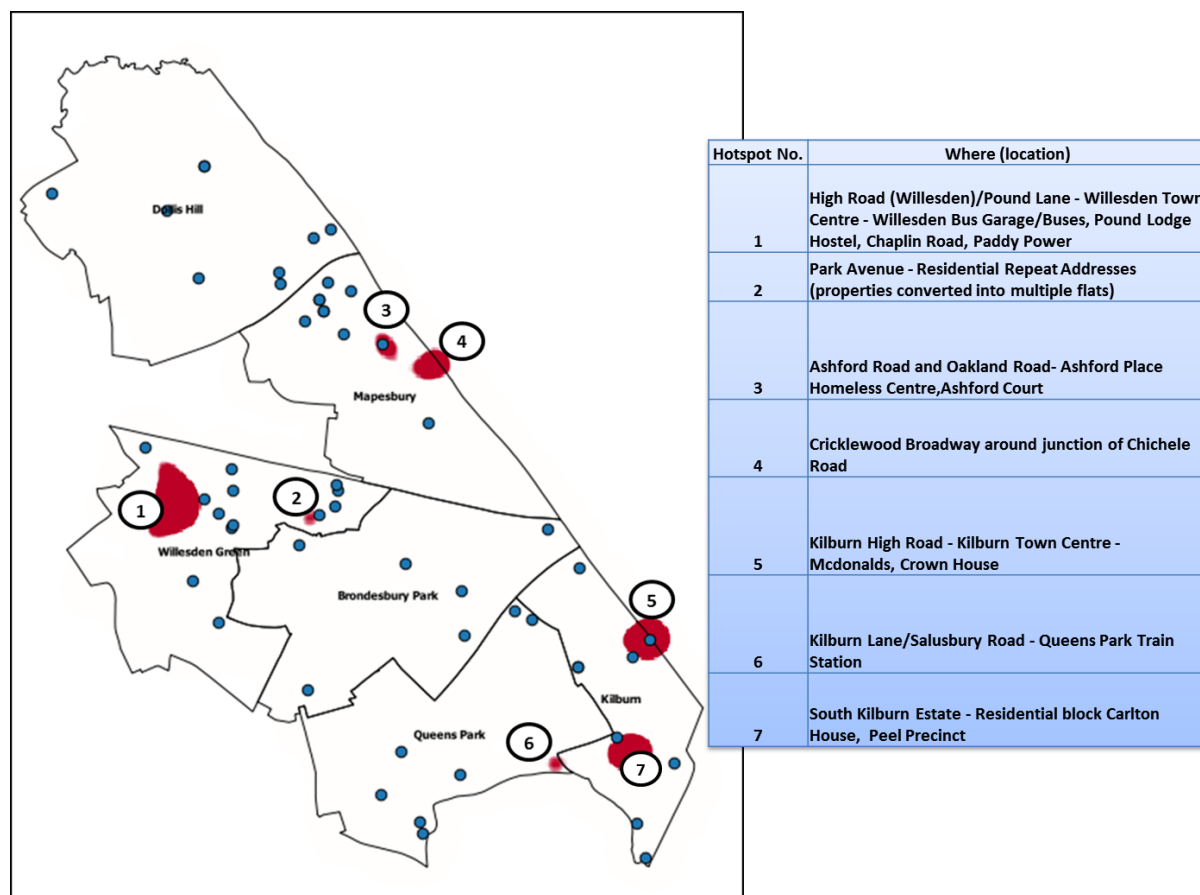 Dollis Hill
3
4
Mapesbury
1
2
Willesden Green
Brondesbury Park
5
Kilburn
Queens Park
6
7
Hotspot No. Where (location)
High Road (Willesden)/Pound Lane - Willesden Town
Centre - Willesden Bus Garage/Buses, Pound Lodge
1 Hostel, Chaplin Road, Paddy Power
Park Avenue - Residential Repeat Addresses
2 (properties converted into multiple flats)
Ashford Road and Oakland Road- Ashford Place
3 Homeless Centre,Ashford Court
Cricklewood Broadway around junction of Chichele
4 Road
Kilburn High Road - Kilburn Town Centre -
5 Mcdonalds, Crown House
Kilburn Lane/Salusbury Road - Queens Park Train
6 Station
South Kilburn Estate - Residential block Carlton
7 House, Peel Precinct